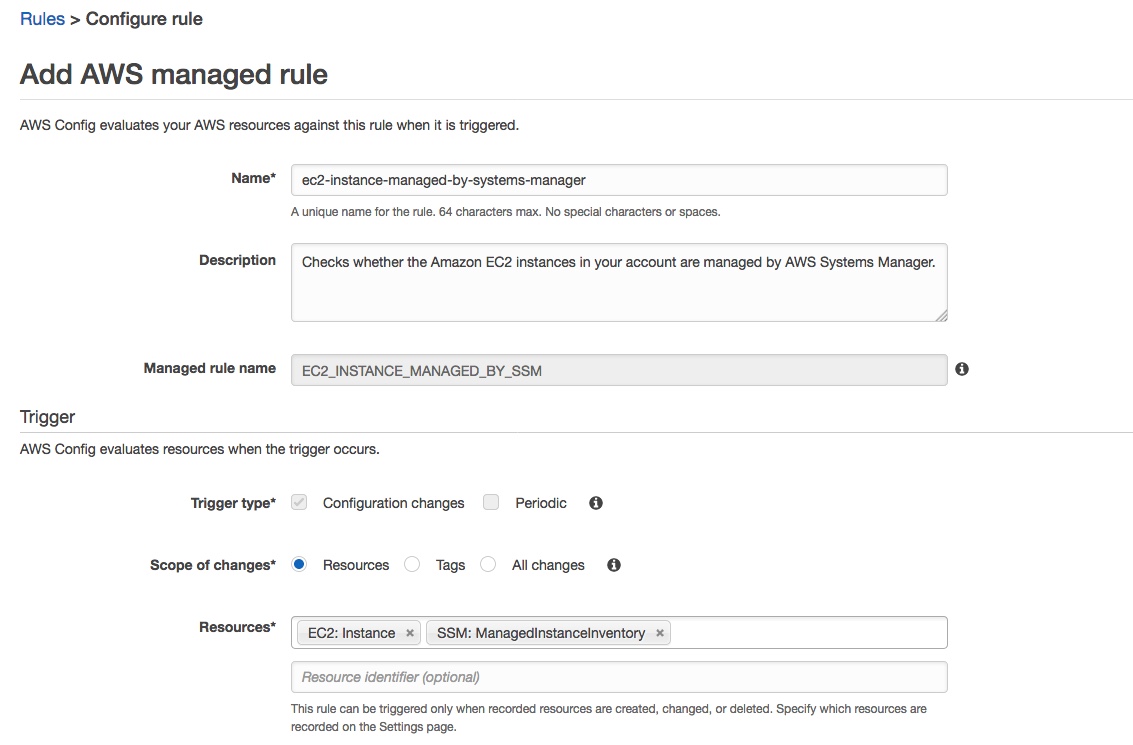 Rules > Configure rule
Add AWS managed rule
AWS Config evaluates your AWS resources against this rule when it is triggered.
Name*
ec2-instance-managed-by-systems-manager
A unique name for the rule. 64 characters max. No special characters or spaces.
Description
Checks whether the Amazon EC2 instances in your account are managed by AWS Systems Manager.
Managed rule name
EC2_INSTANCE_MANAGED_BY_SSM
Trigger
AWS Config evaluates resources when the trigger occurs.
Trigger type* Configuration changes Periodic
Scope of changes* Resources Tags All changes
Resources* EC2: Instance × SSM: ManagedInstanceInventory ×
Resource identifier (optional)
This rule can be triggered only when recorded resources are created, changed, or deleted. Specify which resources are
recorded on the Settings page.